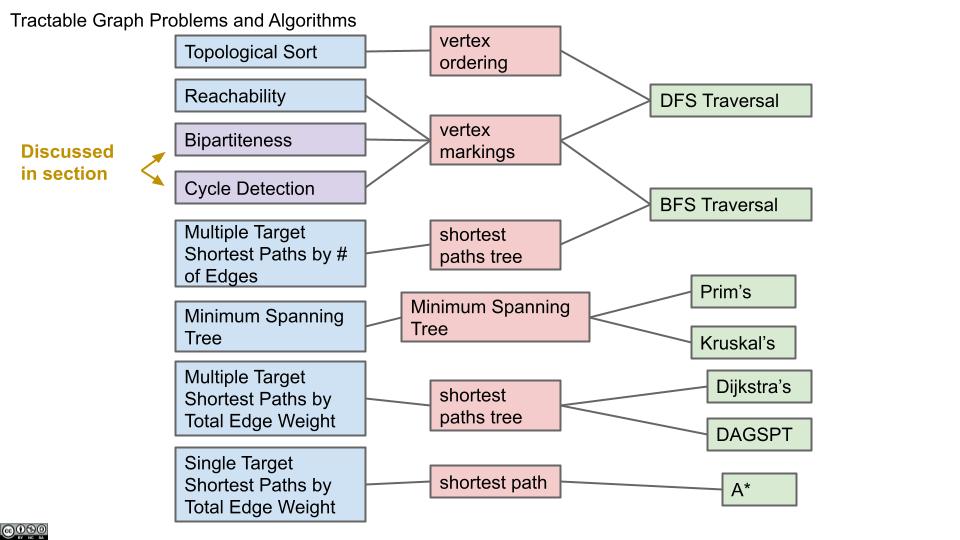 Tractable Graph Problems and Algorithms
Topological Sort
vertex
ordering
DFS Traversal
Reachability
Bipartiteness
vertex
markings
Discussed
in section
Cycle Detection
BFS Traversal
Multiple Target
Shortest Paths by #
of Edges
shortest
paths tree
Minimum Spanning
Tree
Minimum Spanning
Tree
Prim's
Kruskal's
Multiple Target
Shortest Paths by
Total Edge Weight
shortest
paths tree
Dijkstra's
DAGSPT
Single Target
Shortest Paths by
Total Edge Weight
shortest path
A*
cc
BY NC SA